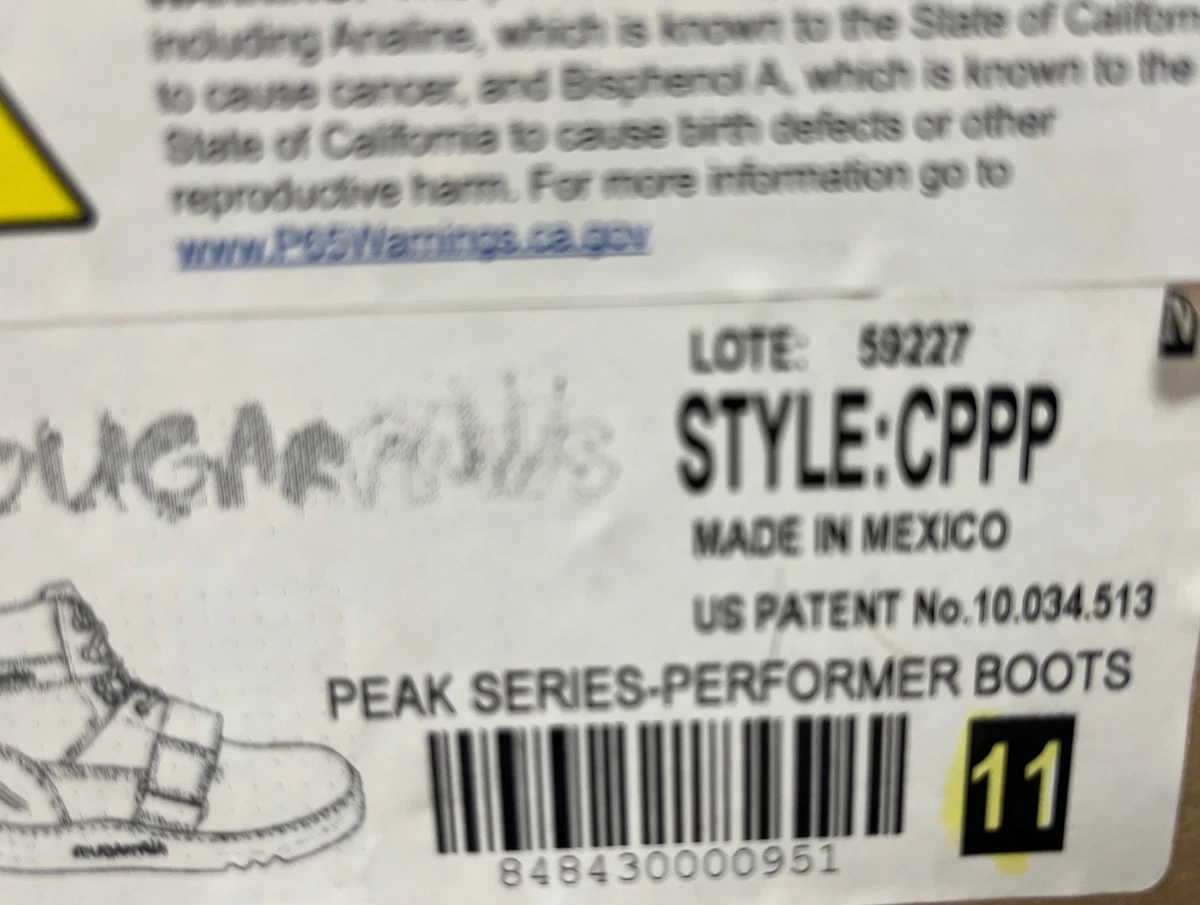 including Analine, which is known to the State of Californ
to cause cancer, and Bisphenol A, which is known to the
State of California to cause birth defects or other
reproductive harm. For more information go to
www.P65Warnings.ca.gov
LOTE: 59227
STYLE:CPPP
MADE IN MEXICO
US PATENT No.10.034.513
PEAK SERIES-PERFORMER BOOTS
11
848430000951